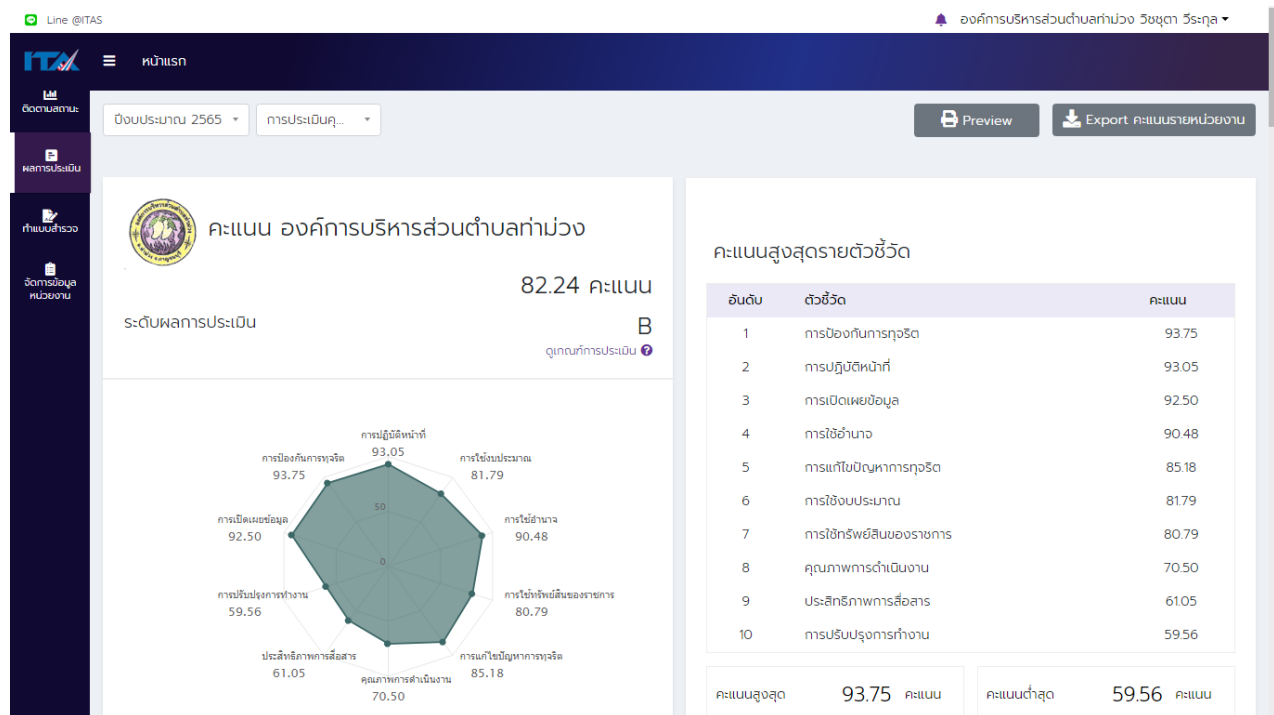 Line @ITAS
องค์การบริหารส่วนตำบลท่าม่วง วิชชุตา วีระกุล
ITA
หน้าแรก
ติดตามสถานะ
ผลการประเมิน
ทำแบบสำรวจ
จัดการข้อมูล
หน่วยงาน
ปีงบประมาณ 2565
การประเมินคุ...
Preview
Export คะแนนรายหน่วยงาน
คะแนน องค์การบริหารส่วนตำบลท่าม่วง
82.24 คะแนน
ระดับผลการประเมิน
B
ดูเกณฑ์การประเมิน
การปฏิบัติหน้าที่
93.05
การใช้งบประมาณ
81.79
การใช้อำนาจ
90.48
การใช้ทรัพย์สินของราชการ
80.79
การแก้ไขปัญหาการทุจริต
85.18
คุณภาพการดำเนินงาน
70.50
ประสิทธิภาพการสื่อสาร
61.05
การปรับปรุงการทำงาน
59.56
การเปิดเผยข้อมูล
92.50
การป้องกันการทุจริต
93.75
50
0
คะแนนสูงสุดรายตัวชี้วัด
อันดับ ตัวชี้วัด คะแนน
1 การป้องกันการทุจริต 93.75
2 การปฏิบัติหน้าที่ 93.05
3 การเปิดเผยข้อมูล 92.50
4 การใช้อำนาจ 90.48
5 การแก้ไขปัญหาการทุจริต 85.18
6 การใช้งบประมาณ 81.79
7 การใช้ทรัพย์สินของราชการ 80.79
8 คุณภาพการดำเนินงาน 70.50
9 ประสิทธิภาพการสื่อสาร 61.05
10 การปรับปรุงการทำงาน 59.56
คะแนนสูงสุด 93.75 คะแนน
คะแนนต่ำสุด 59.56 คะแนน